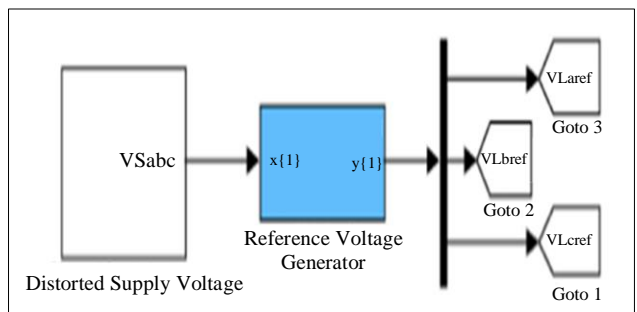 VSabc
Distorted Supply Voltage
x{1}
y{1}
Reference Voltage
Generator
VLaref
Goto 3
VLbref
Goto 2
VLcref
Goto 1